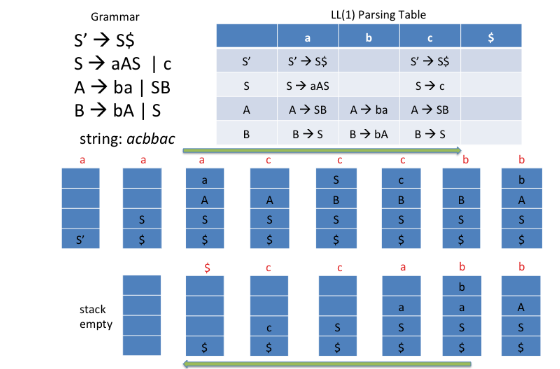 Grammar
S' → S$
S → aAS | c
A → ba | SB
B → bA | S
string: acbbac
LL(1) Parsing Table
a b c $
S' S' → S$ S' → S$
S S → aAS S → c
A A → SB A → ba A → SB
B B → S B → bA B → S
a a a c c c b b
a S c b
A A B B B A
S S S S S S S
S' $ $ $ $ $ $ $
$ c c a b b
b
a a A
stack
empty
c S S S S
$ $ $ $ $ $